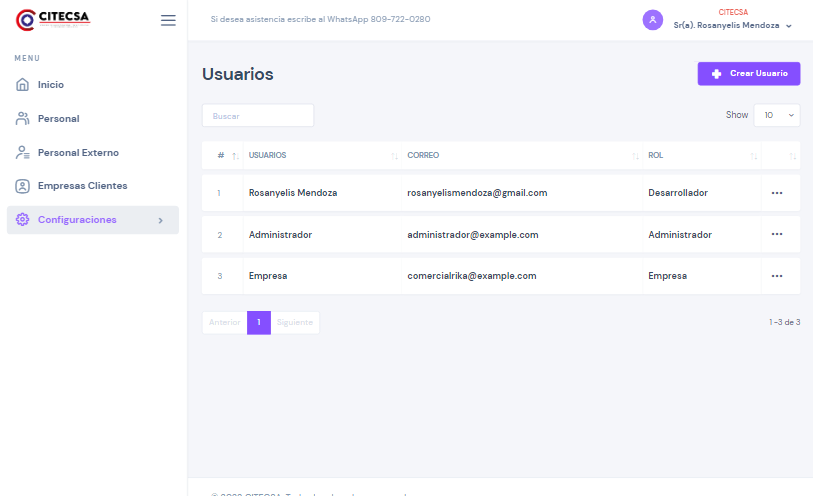 CITECSA
Si desea asistencia escribe al WhatsApp 809-722-0280
CITECSA
Sr(a). Rosanyelis Mendoza
MENU
Inicio
Personal
Personal Externo
Empresas Clientes
Configuraciones
Usuarios
Crear Usuario
Buscar
Show 10
# USUARIOS CORREO ROL
1 Rosanyelis Mendoza rosanyelismendoza@gmail.com Desarrollador
2 Administrador administrador@example.com Administrador
3 Empresa comercialrika@example.com Empresa
Anterior 1 Siguiente
1 -3 de 3